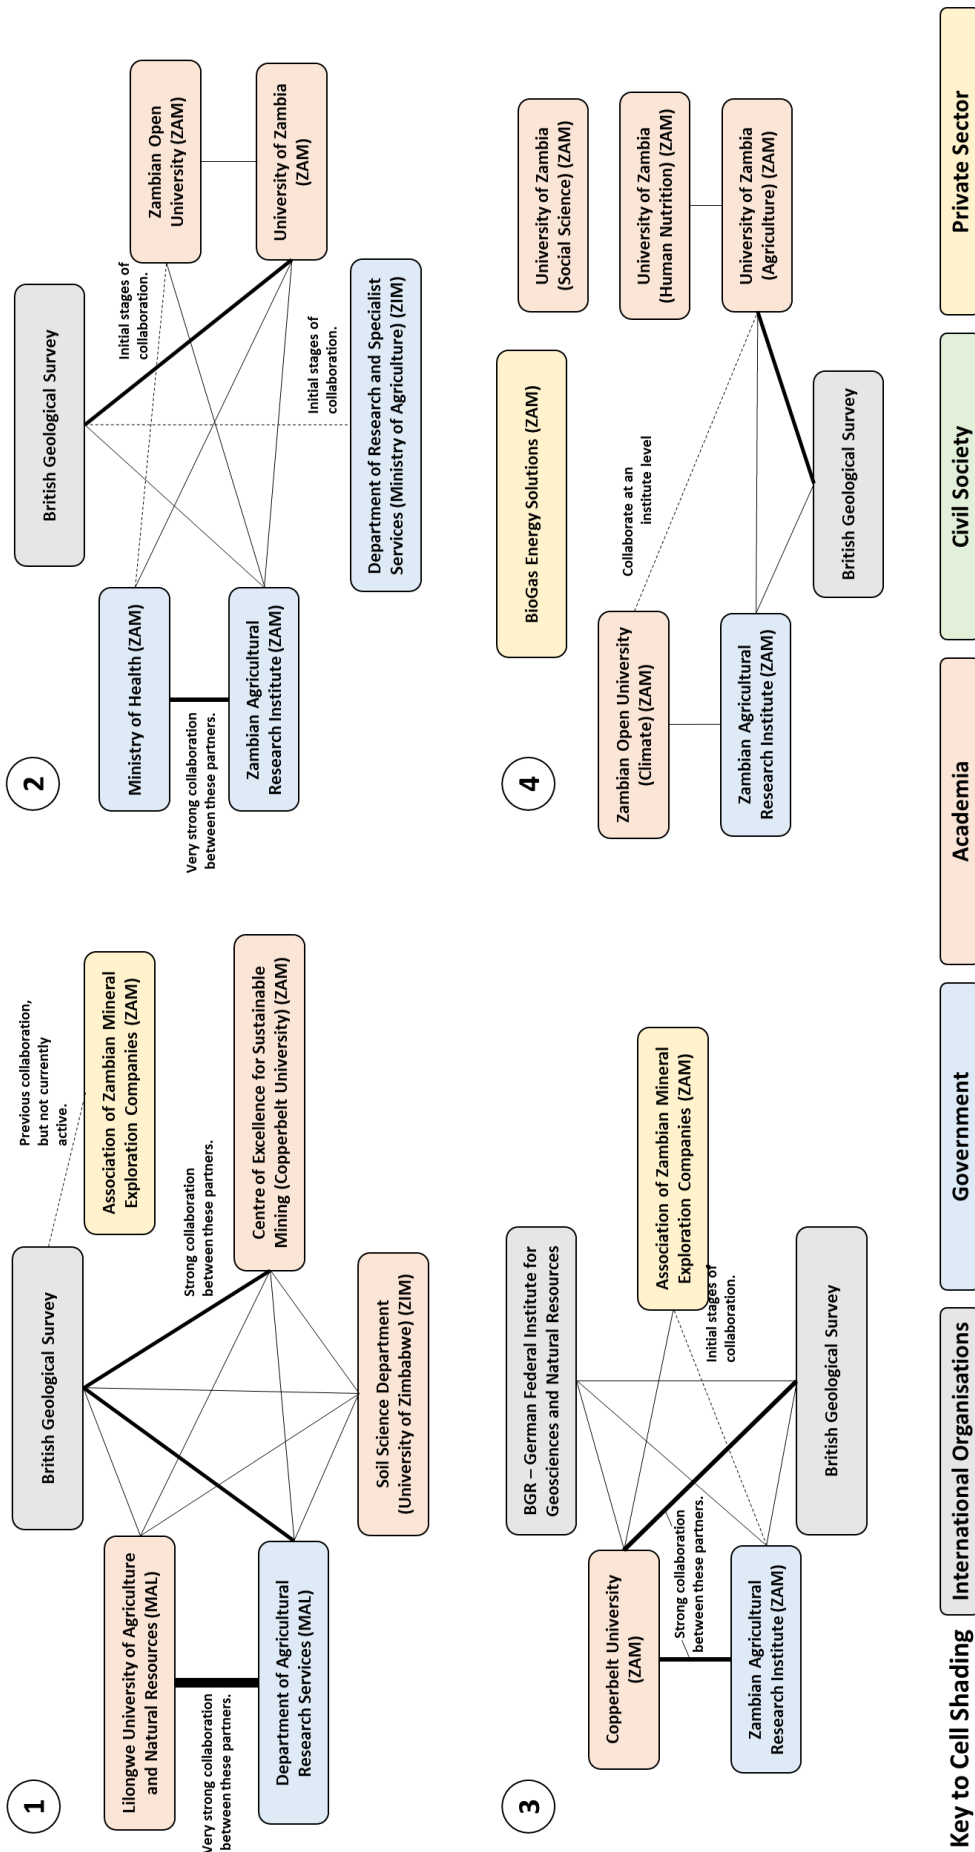 1
British Geological Survey
Previous collaboration,
but not currently
active.
Association of Zambian Mineral
Exploration Companies (ZAM)
Lilongwe University of Agriculture
and Natural Resources (MAL)
Very strong collaboration
between these partners.
Department of Agricultural
Research Services (MAL)
Strong collaboration
between these partners.
Centre of Excellence for Sustainable
Mining (Copperbelt University) (ZAM)
Soil Science Department
(University of Zimbabwe) (ZIM)
2
British Geological Survey
Ministry of Health (ZAM)
Very strong collaboration
between these partners.
Zambian Agricultural
Research Institute (ZAM)
Initial stages of
collaboration.
Zambian Open
University (ZAM)
University of Zambia
(ZAM)
Initial stages of
collaboration.
Department of Research and Specialist
Services (Ministry of Agriculture) (ZIM)
3
BGR – German Federal Institute for
Geosciences and Natural Resources
Copperbelt University
(ZAM)
Strong collaboration
between these partners.
Zambian Agricultural
Research Institute (ZAM)
Association of Zambian Mineral
Exploration Companies (ZAM)
Initial stages of
collaboration.
British Geological Survey
4
BioGas Energy Solutions (ZAM)
University of Zambia
(Social Science) (ZAM)
Zambian Open University
(Climate) (ZAM)
Collaborate at an
institute level
University of Zambia
(Human Nutrition) (ZAM)
Zambian Agricultural
Research Institute (ZAM)
University of Zambia
(Agriculture) (ZAM)
British Geological Survey
Key to Cell Shading
International Organisations
Government
Academia
Civil Society
Private Sector